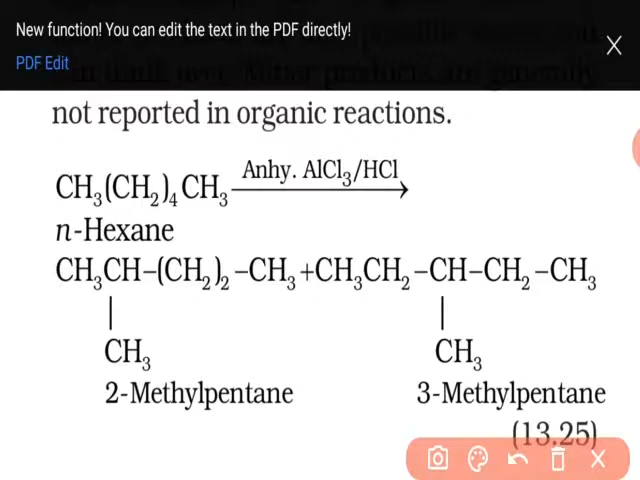 New function! You can edit the text in the PDF directly!
PDF Edit
not reported in organic reactions.
Anhy. AlCl₃/HCl
CH₃(CH₂)₄CH₃
n-Hexane
CH₃CH–(CH₂)₂–CH₃+CH₃CH₂–CH–CH₂–CH₃
| |
CH₃ CH₃
2-Methylpentane 3-Methylpentane
(13.25)